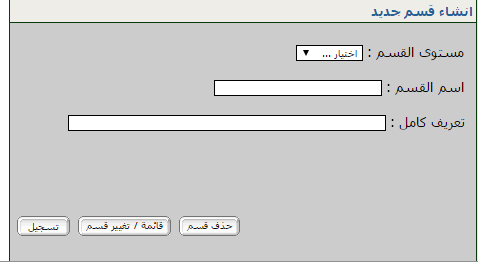 انشاء قسم جديد
مستوى القسم : اختيار ...
اسم القسم :
تعريف كامل :
حذف قسم
قائمة / تغيير قسم
تسجيل